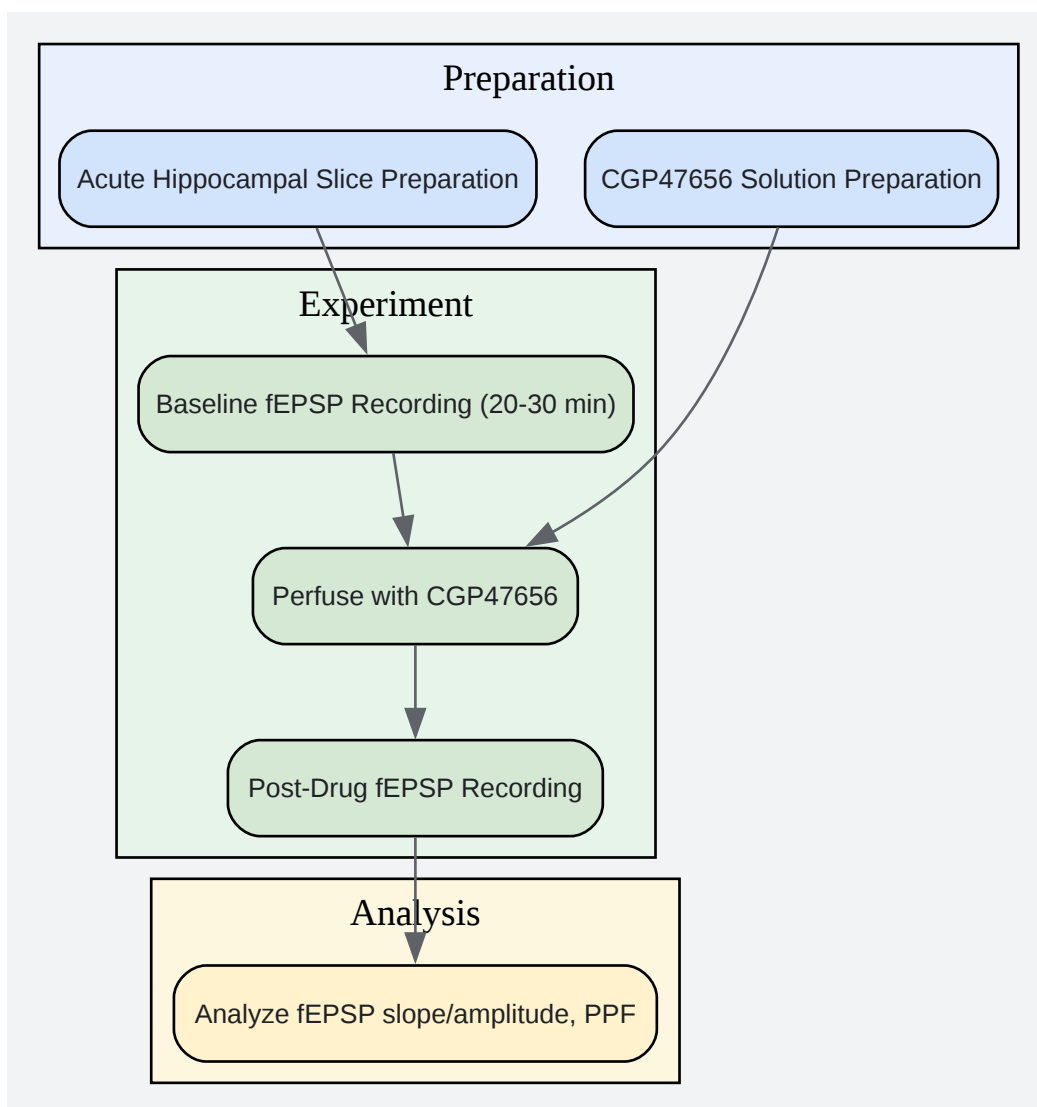 Preparation
Acute Hippocampal Slice Preparation
CGP47656 Solution Preparation
Experiment
Baseline fEPSP Recording (20-30 min)
Perfuse with CGP47656
Post-Drug fEPSP Recording
Analysis
Analyze fEPSP slope/amplitude, PPF